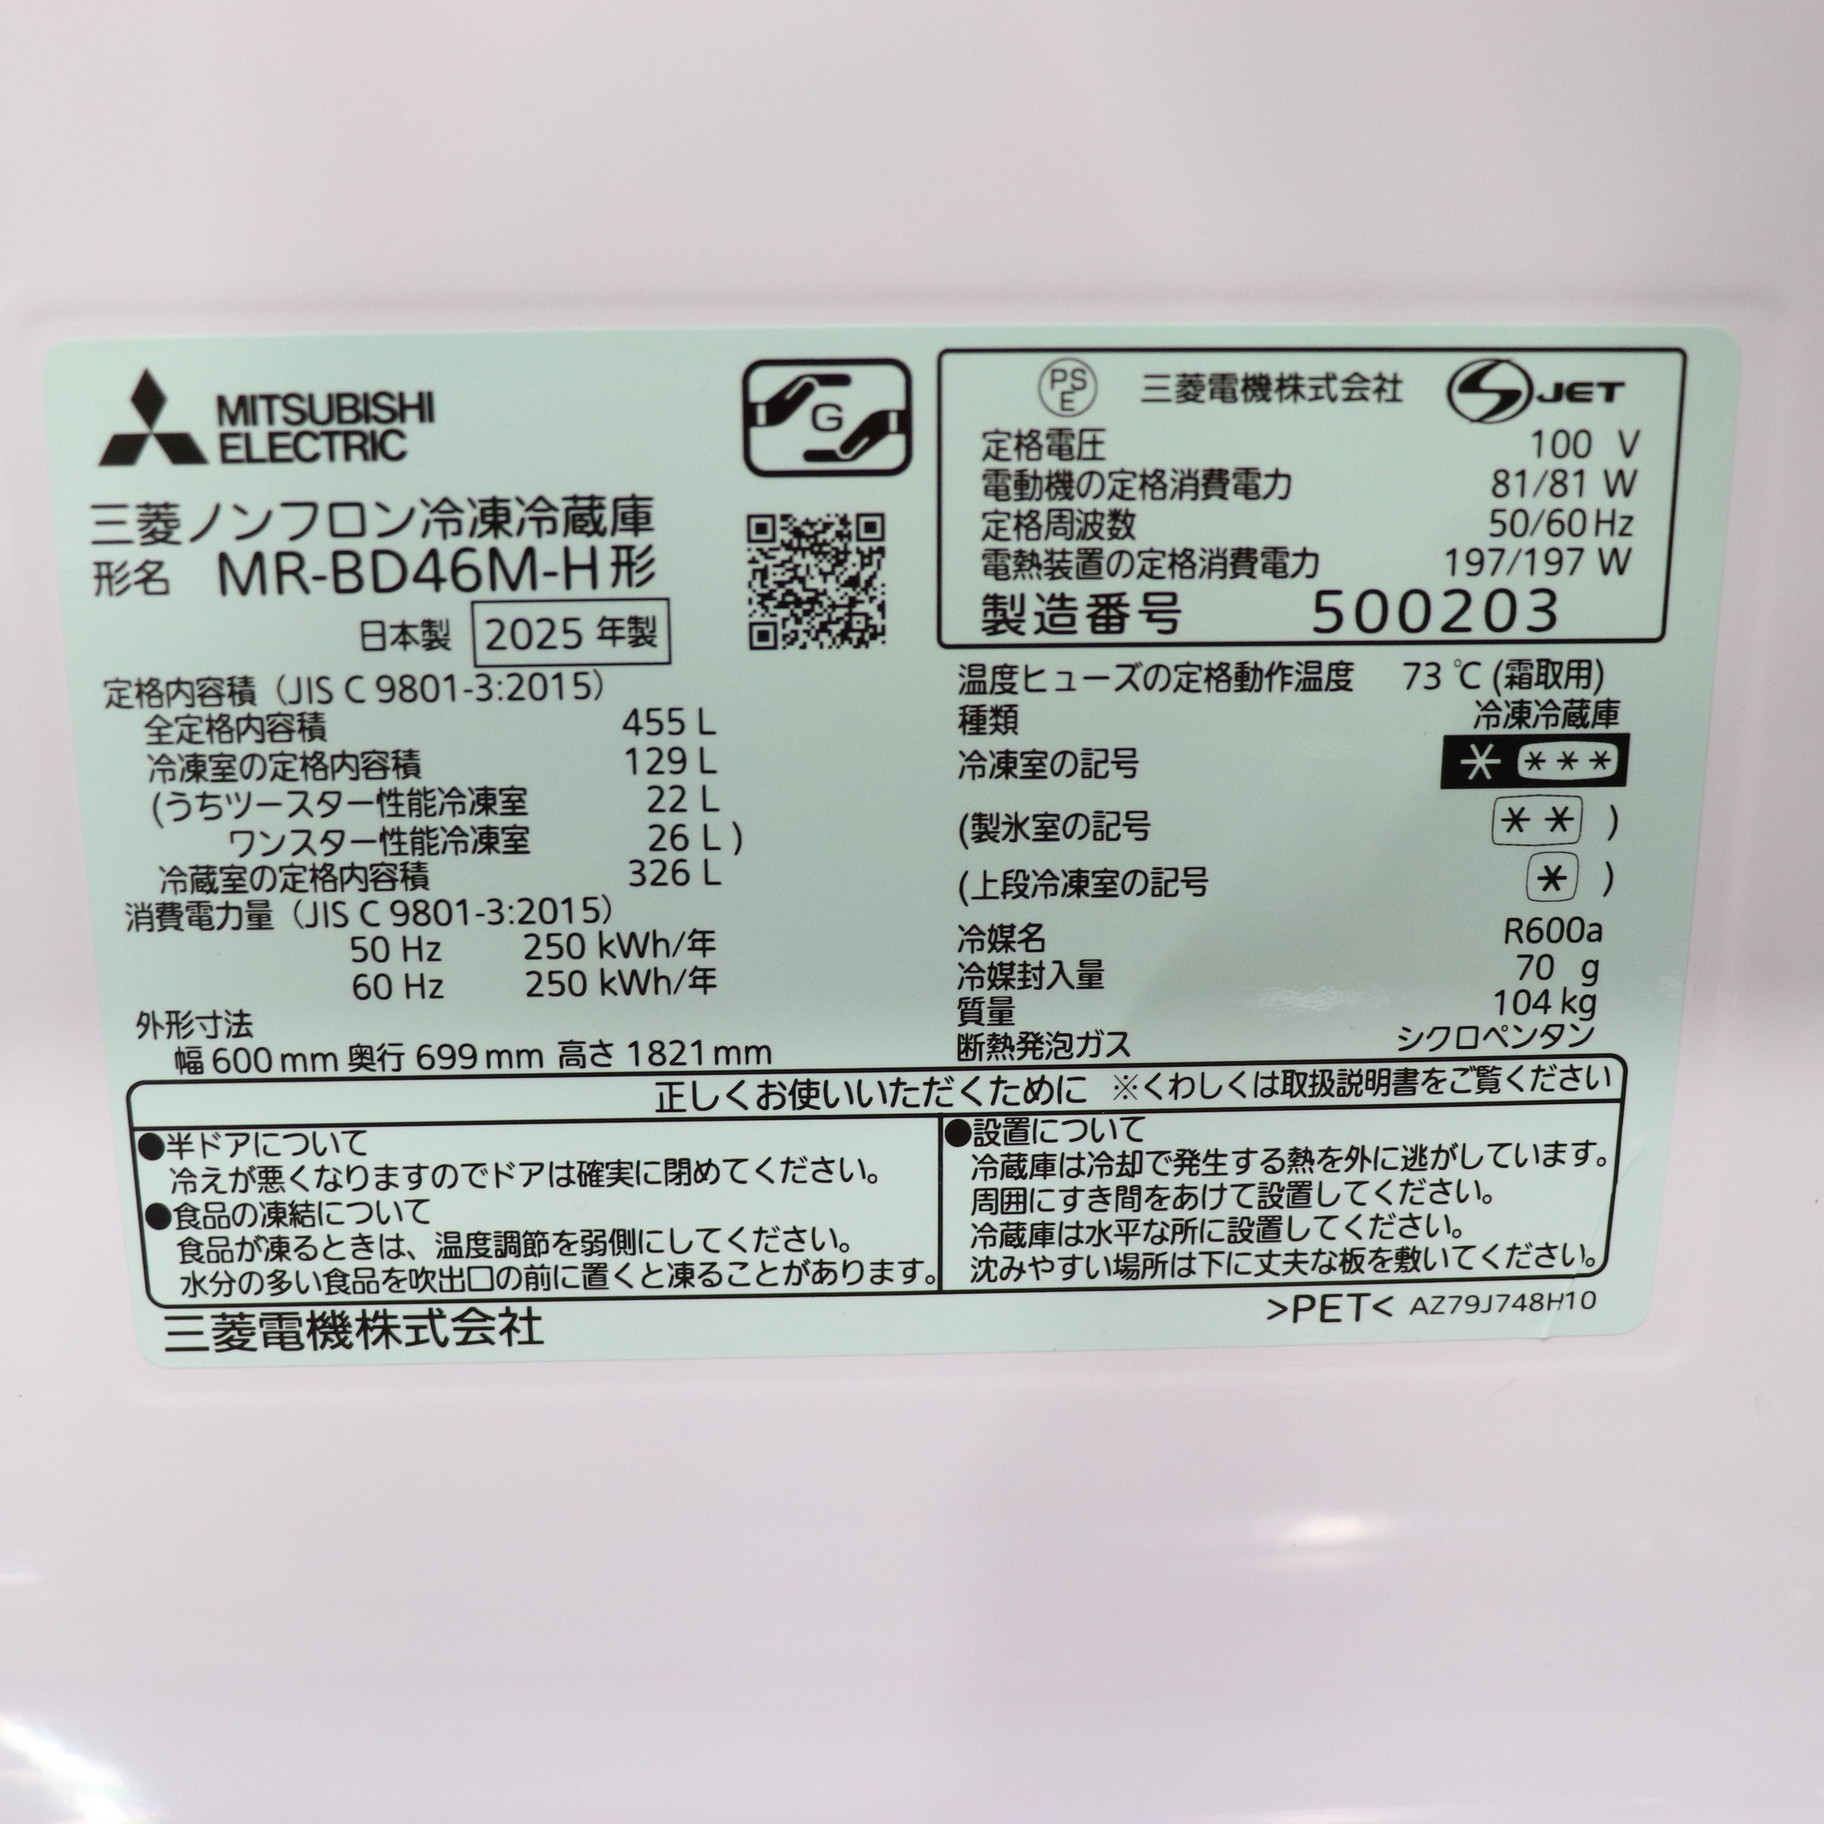 MITSUBISHI
ELECTRIC
G
三菱ノンフロン冷凍冷蔵庫
形名 MR-BD46M-H形
日本製 2025 年製
定格内容積（JIS C 9801-3:2015）
全定格内容積 455 L
冷凍室の定格内容積 129 L
(うちツースター性能冷凍室 22 L
ワンスター性能冷凍室 26 L )
冷蔵室の定格内容積 326 L
消費電力量（JIS C 9801-3:2015）
50 Hz 250 kWh/年
60 Hz 250 kWh/年
外形寸法
幅 600 mm 奥行 699 mm 高さ 1821 mm
PSE 三菱電機株式会社 S JET
定格電圧 100 V
電動機の定格消費電力 81/81 W
定格周波数 50/60 Hz
電熱装置の定格消費電力 197/197 W
製造番号 500203
温度ヒューズの定格動作温度 73 ℃ (霜取用)
種類 冷凍冷蔵庫
冷凍室の記号 * ***
(製氷室の記号 ** )
(上段冷凍室の記号 * )
冷媒名 R600a
冷媒封入量 70 g
質量 104 kg
断熱発泡ガス シクロペンタン
正しくお使いいただくために ※くわしくは取扱説明書をご覧ください
●半ドアについて
冷えが悪くなりますのでドアは確実に閉めてください。
●食品の凍結について
食品が凍るときは、温度調節を弱側にしてください。
水分の多い食品を吹出口の前に置くと凍ることがあります。
●設置について
冷蔵庫は冷却で発生する熱を外に逃がしています。
周囲にすき間をあけて設置してください。
冷蔵庫は水平な所に設置してください。
沈みやすい場所は下に丈夫な板を敷いてください。
三菱電機株式会社
>PET< AZ79J748H10